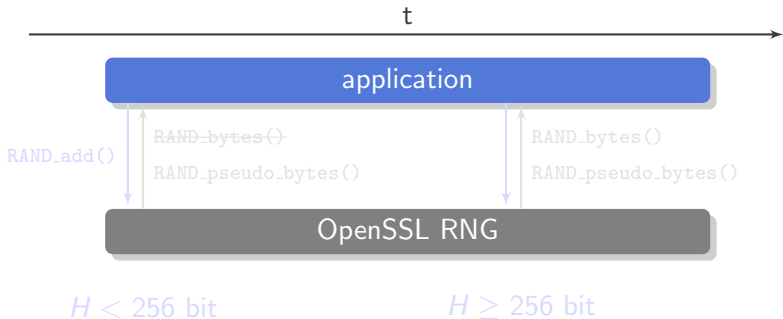 t
application
RAND_add()
RAND_bytes()
RAND_pseudo_bytes()
RAND_bytes()
RAND_pseudo_bytes()
OpenSSL RNG
H < 256 bit
H ≥ 256 bit